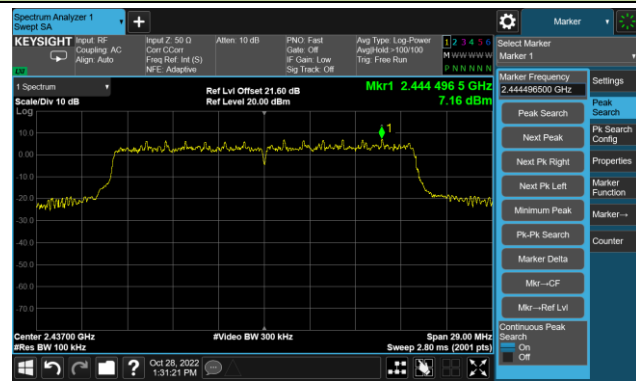 Spectrum Analyzer 1
Swept SA
+
Marker
KEYSIGHT
Input: RF
Coupling: AC
Align: Auto
Input Z: 50 Ω
Corr CCorr
Freq Ref: Int (S)
NFE: Adaptive
Atten: 10 dB
PNO: Fast
Gate: Off
IF Gain: Low
Sig Track: Off
Avg Type: Log-Power
Avg|Hold:>100/100
Trig: Free Run
1 2 3 4 5 6
M W W W W W
P N N N N N
Select Marker
Marker 1
LW
1 Spectrum
Scale/Div 10 dB
Log
Ref Lvl Offset 21.60 dB
Ref Level 20.00 dBm
Mkr1 2.444 496 5 GHz
7.16 dBm
1
10.0
0.00
-10.0
-20.0
-30.0
-40.0
-50.0
-60.0
-70.0
Center 2.43700 GHz
#Res BW 100 kHz
#Video BW 300 kHz
Span 29.00 MHz
Sweep 2.80 ms (2001 pts)
Marker Frequency
2.444496500 GHz
Peak Search
Next Peak
Next Pk Right
Next Pk Left
Minimum Peak
Pk-Pk Search
Marker Delta
Mkr→CF
Mkr→Ref Lvl
Continuous Peak
Search
On
Off
Settings
Peak
Search
Pk Search
Config
Properties
Marker
Function
Marker→
Counter
?
Oct 28, 2022
1:31:21 PM